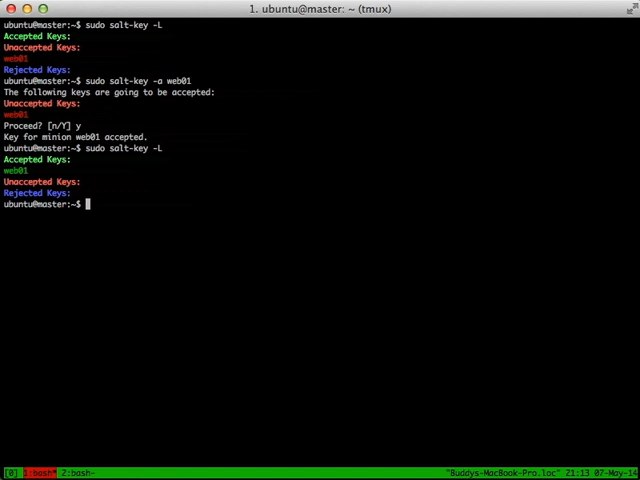 1. ubuntu@master: ~ (tmux)
ubuntu@master:~$ sudo salt-key -L
Accepted Keys:
Unaccepted Keys:
web01
Rejected Keys:
ubuntu@master:~$ sudo salt-key -a web01
The following keys are going to be accepted:
Unaccepted Keys:
web01
Proceed? [n/Y] y
Key for minion web01 accepted.
ubuntu@master:~$ sudo salt-key -L
Accepted Keys:
web01
Unaccepted Keys:
Rejected Keys:
ubuntu@master:~$
[0] 1:bash* 2:bash- "Buddys-MacBook-Pro.loc" 21:13 07-May-14